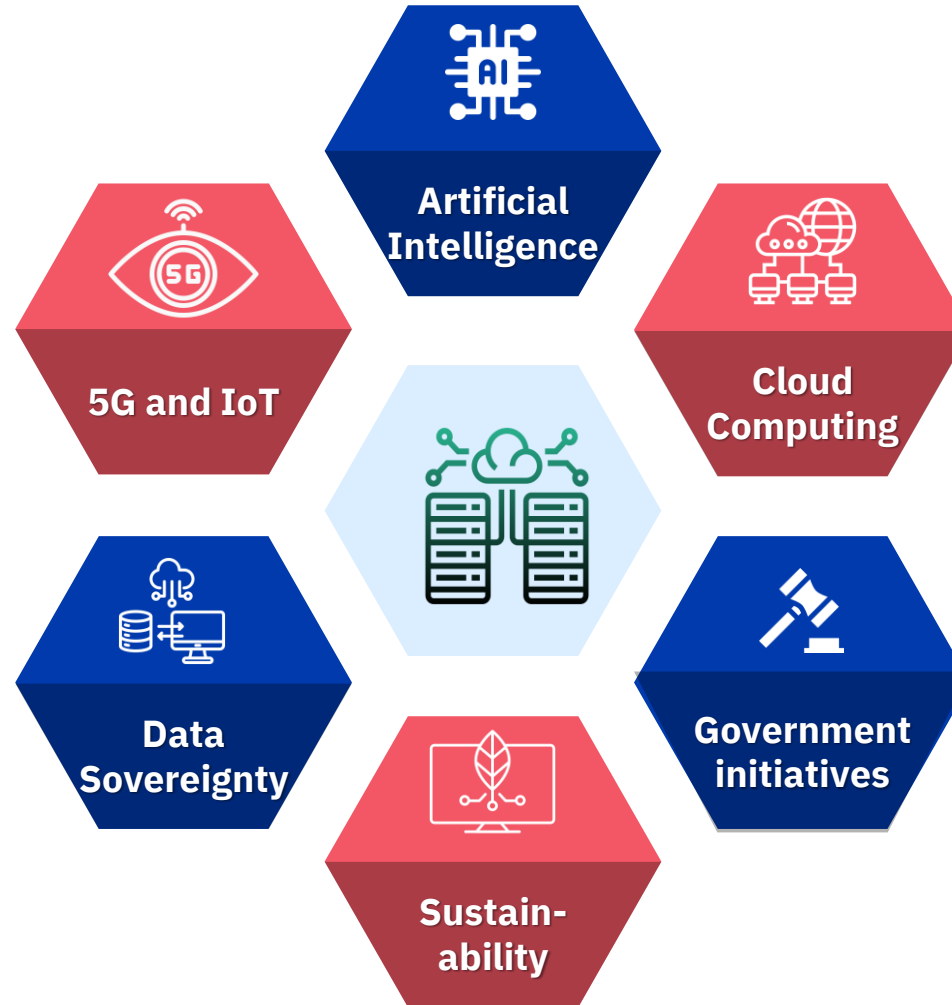 AI
Artificial
Intelligence
5G
5G and IoT
Cloud
Computing
Data
Sovereignty
Government
initiatives
Sustain-
ability